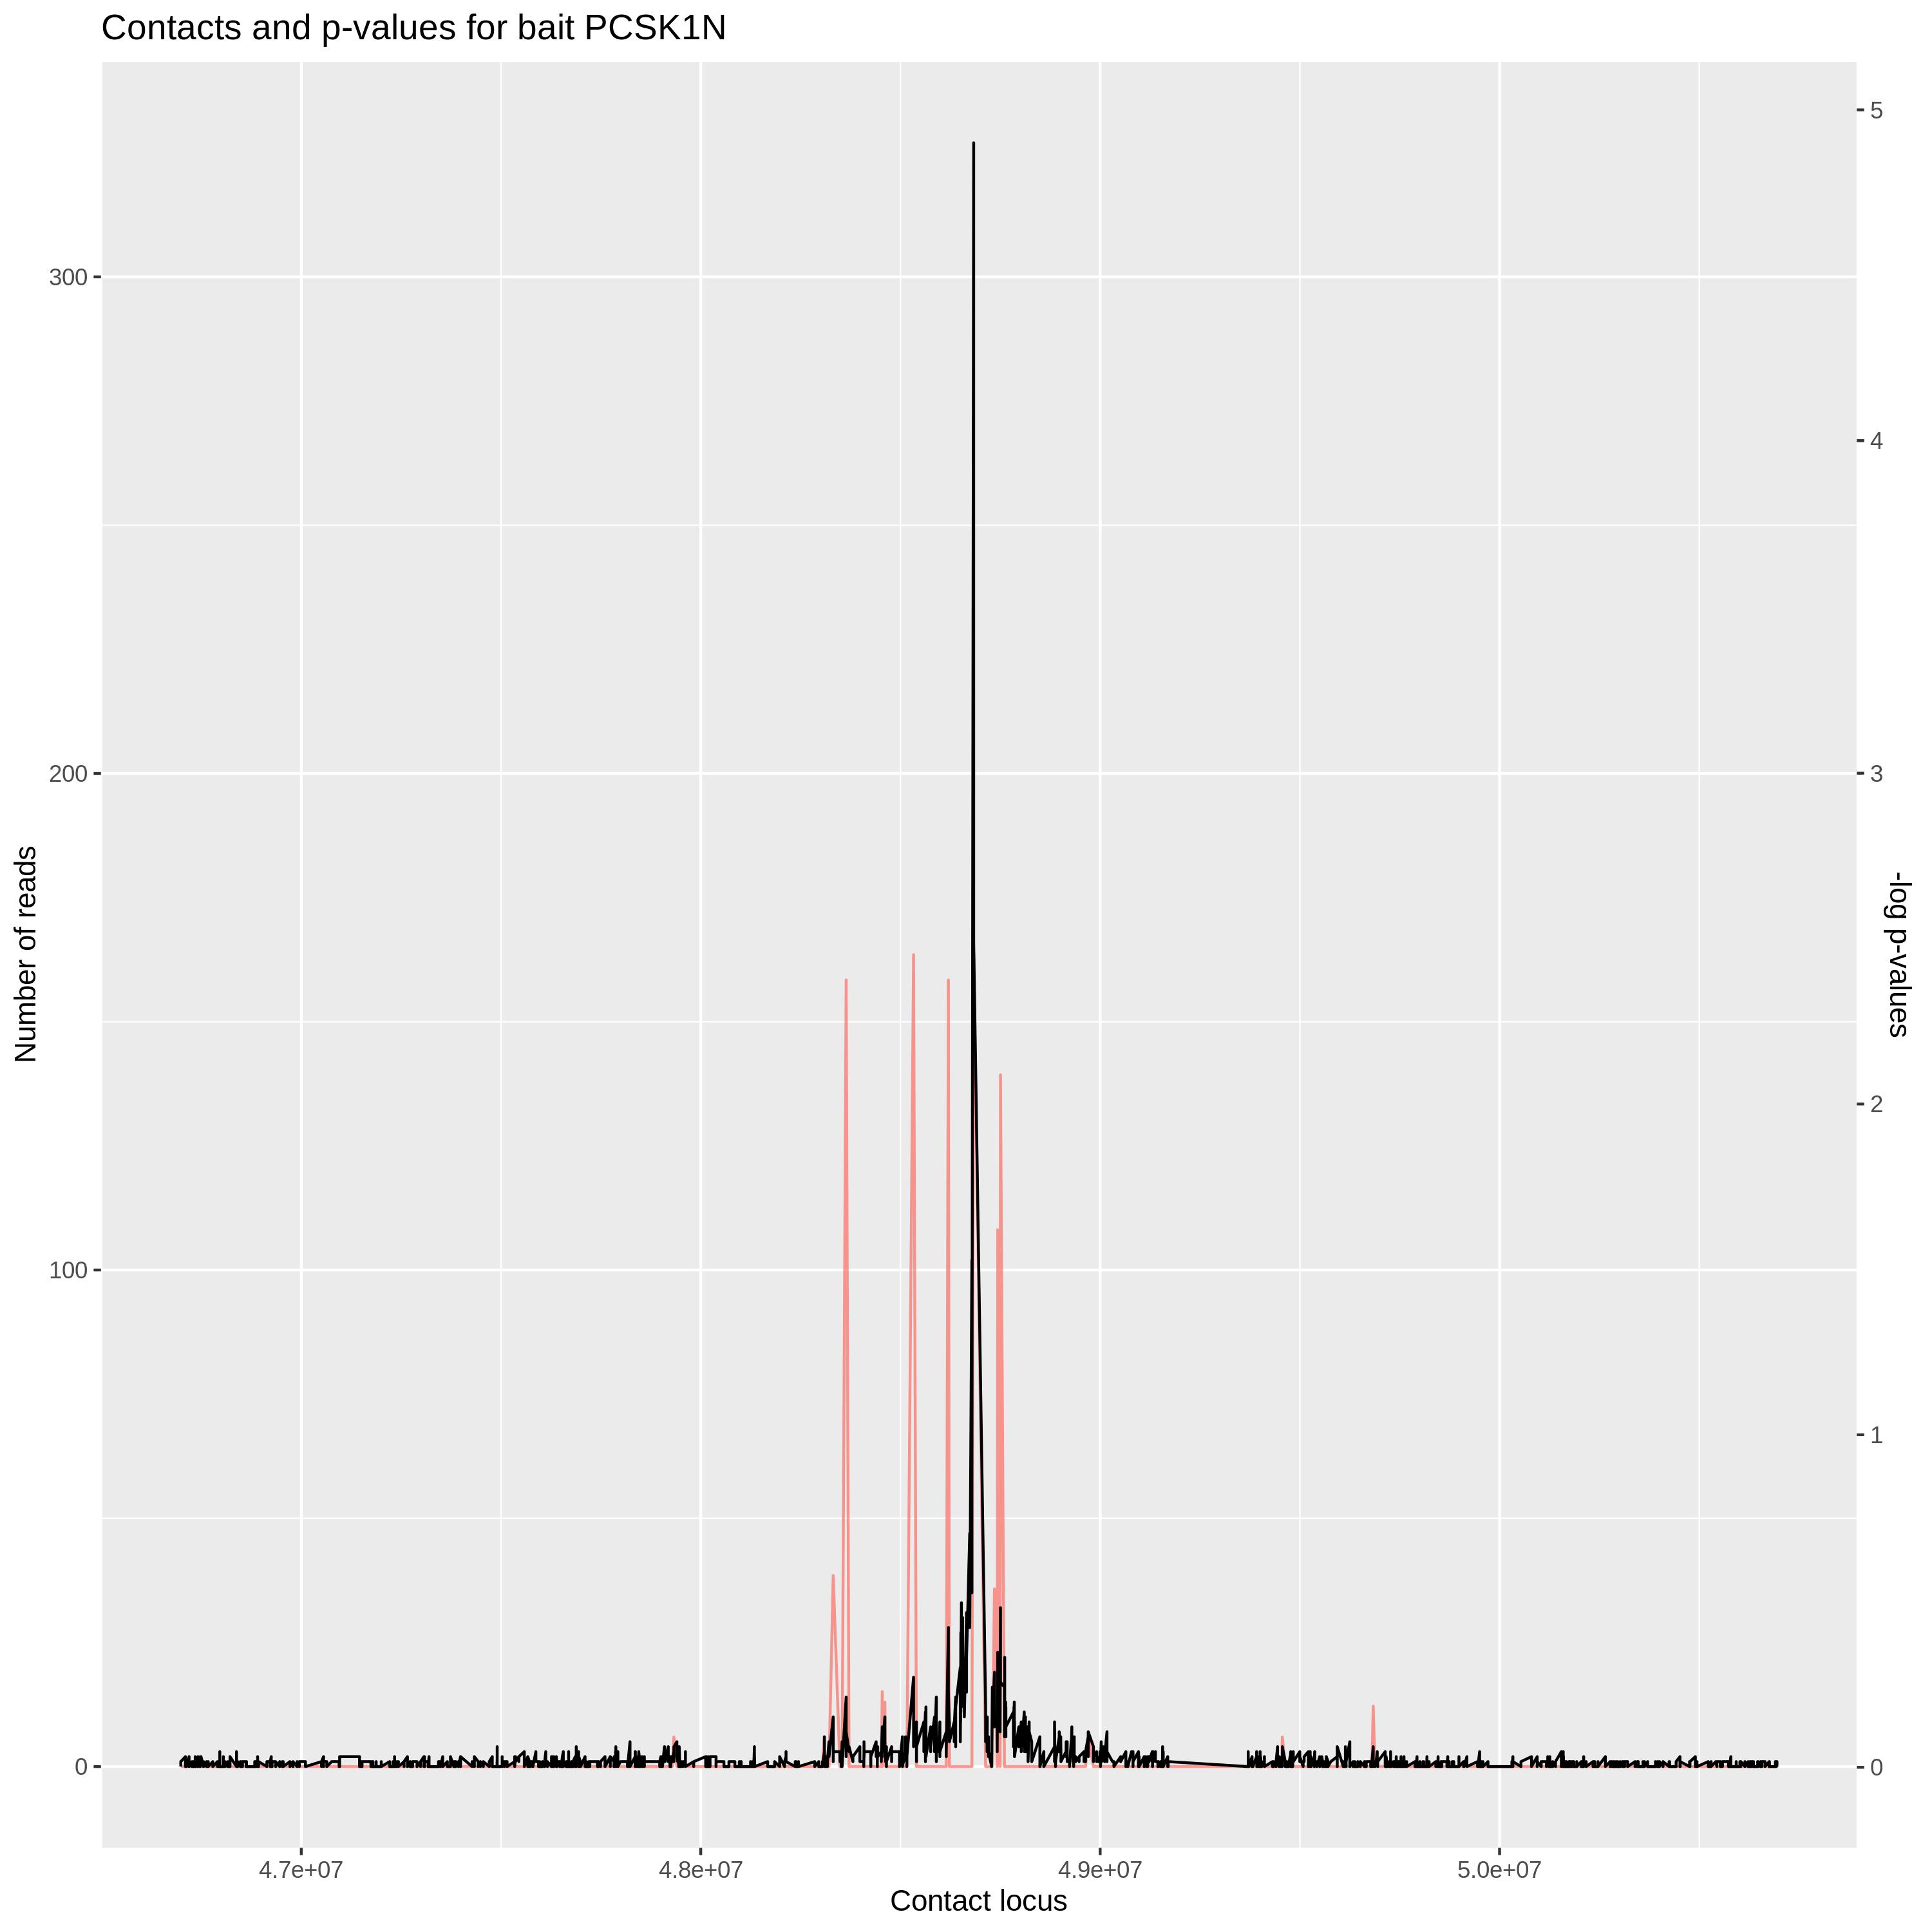 Contacts and p-values for bait PCSK1N
Number of reads
300
200
100
0
5
4
3
2
1
0
-log p-values
4.7e+07
4.8e+07
4.9e+07
5.0e+07
Contact locus